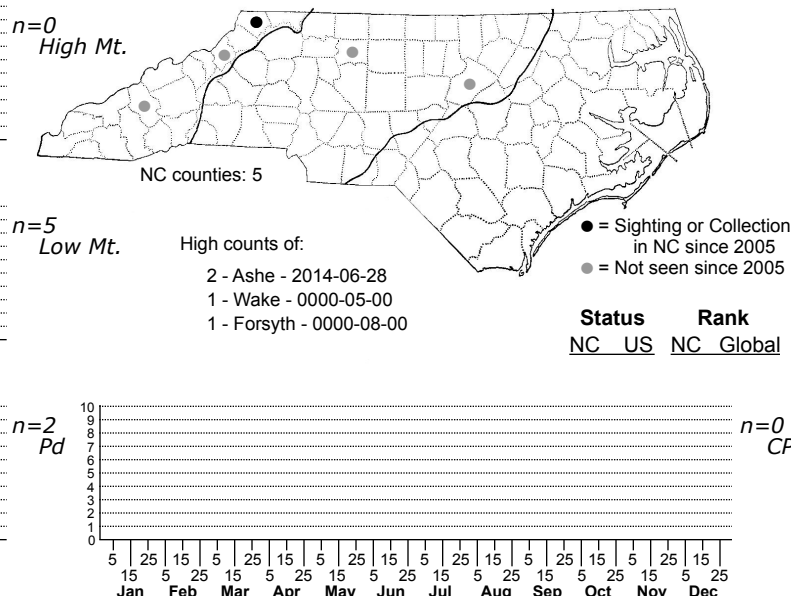 n=0
High Mt.
NC counties: 5
n=5
Low Mt.
High counts of:
2 - Ashe - 2014-06-28
1 - Wake - 0000-05-00
1 - Forsyth - 0000-08-00
= Sighting or Collection
in NC since 2005
= Not seen since 2005
Status Rank
NC US NC Global
n=2
Pd
n=0
CP
10
9
8
7
6
5
4
3
2
1
0
5 25 15 5 25 15 5 25 15 5 25 15 5 25 15 5 25 15
15 5 25 15 5 25 15 5 25 15 5 25 15 5 25 15 5 25
Jan Feb Mar Apr May Jun Jul Aug Sep Oct Nov Dec